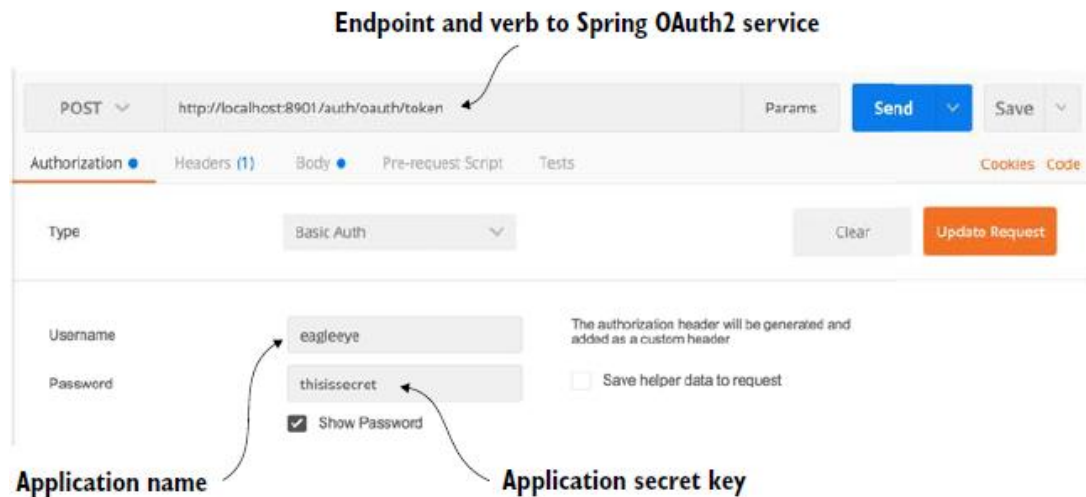 Endpoint and verb to Spring OAuth2 service
POST http://localhost:8901/auth/oauth/token Params Send Save
Authorization Headers (1) Body Pre-request Script Tests Cookies Code
Type Basic Auth Clear Update Request
Username eagleeye The authorization header will be generated and
added as a custom header
Password thisissecret Save helper data to request
Show Password
Application name Application secret key